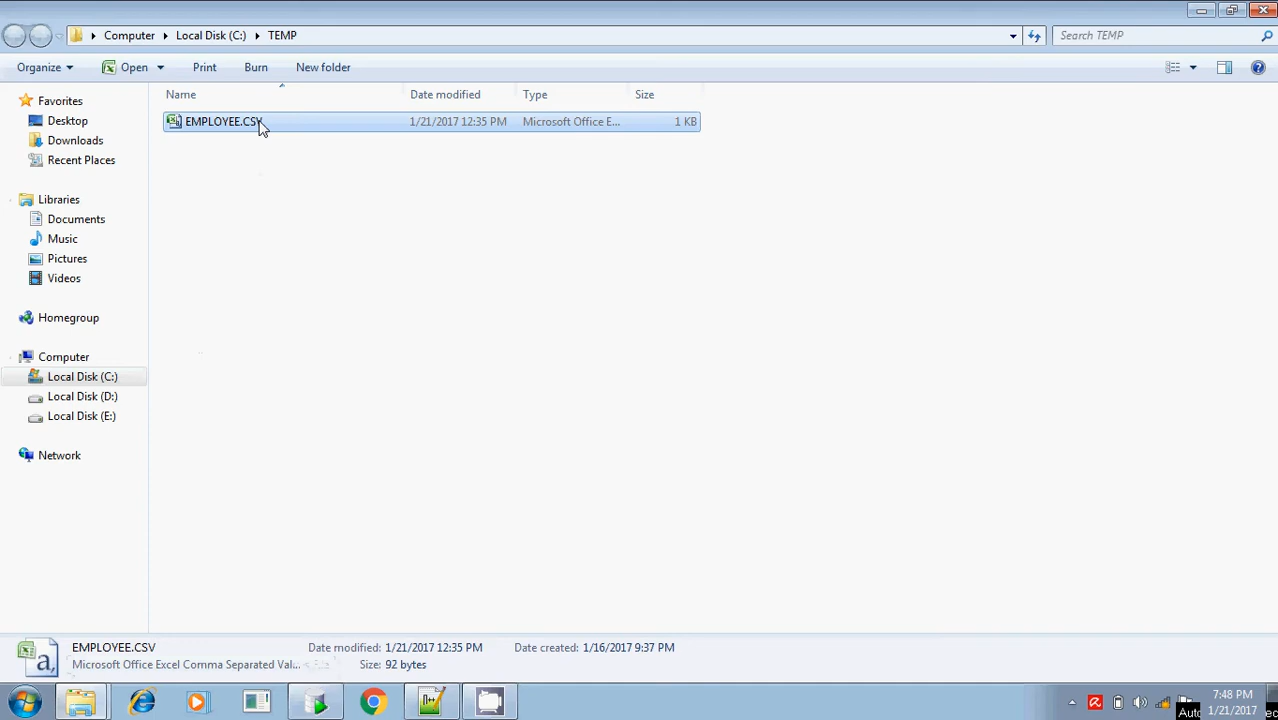 Computer Local Disk (C:) TEMP Search TEMP
Organize Open Print Burn New folder
Name Date modified Type Size
EMPLOYEE.CSV 1/21/2017 12:35 PM Microsoft Office E... 1 KB
Favorites
Desktop
Downloads
Recent Places
Libraries
Documents
Music
Pictures
Videos
Homegroup
Computer
Local Disk (C:)
Local Disk (D:)
Local Disk (E:)
Network
EMPLOYEE.CSV Date modified: 1/21/2017 12:35 PM Date created: 1/16/2017 9:37 PM
Microsoft Office Excel Comma Separated Val... Size: 92 bytes
7:48 PM
1/21/2017